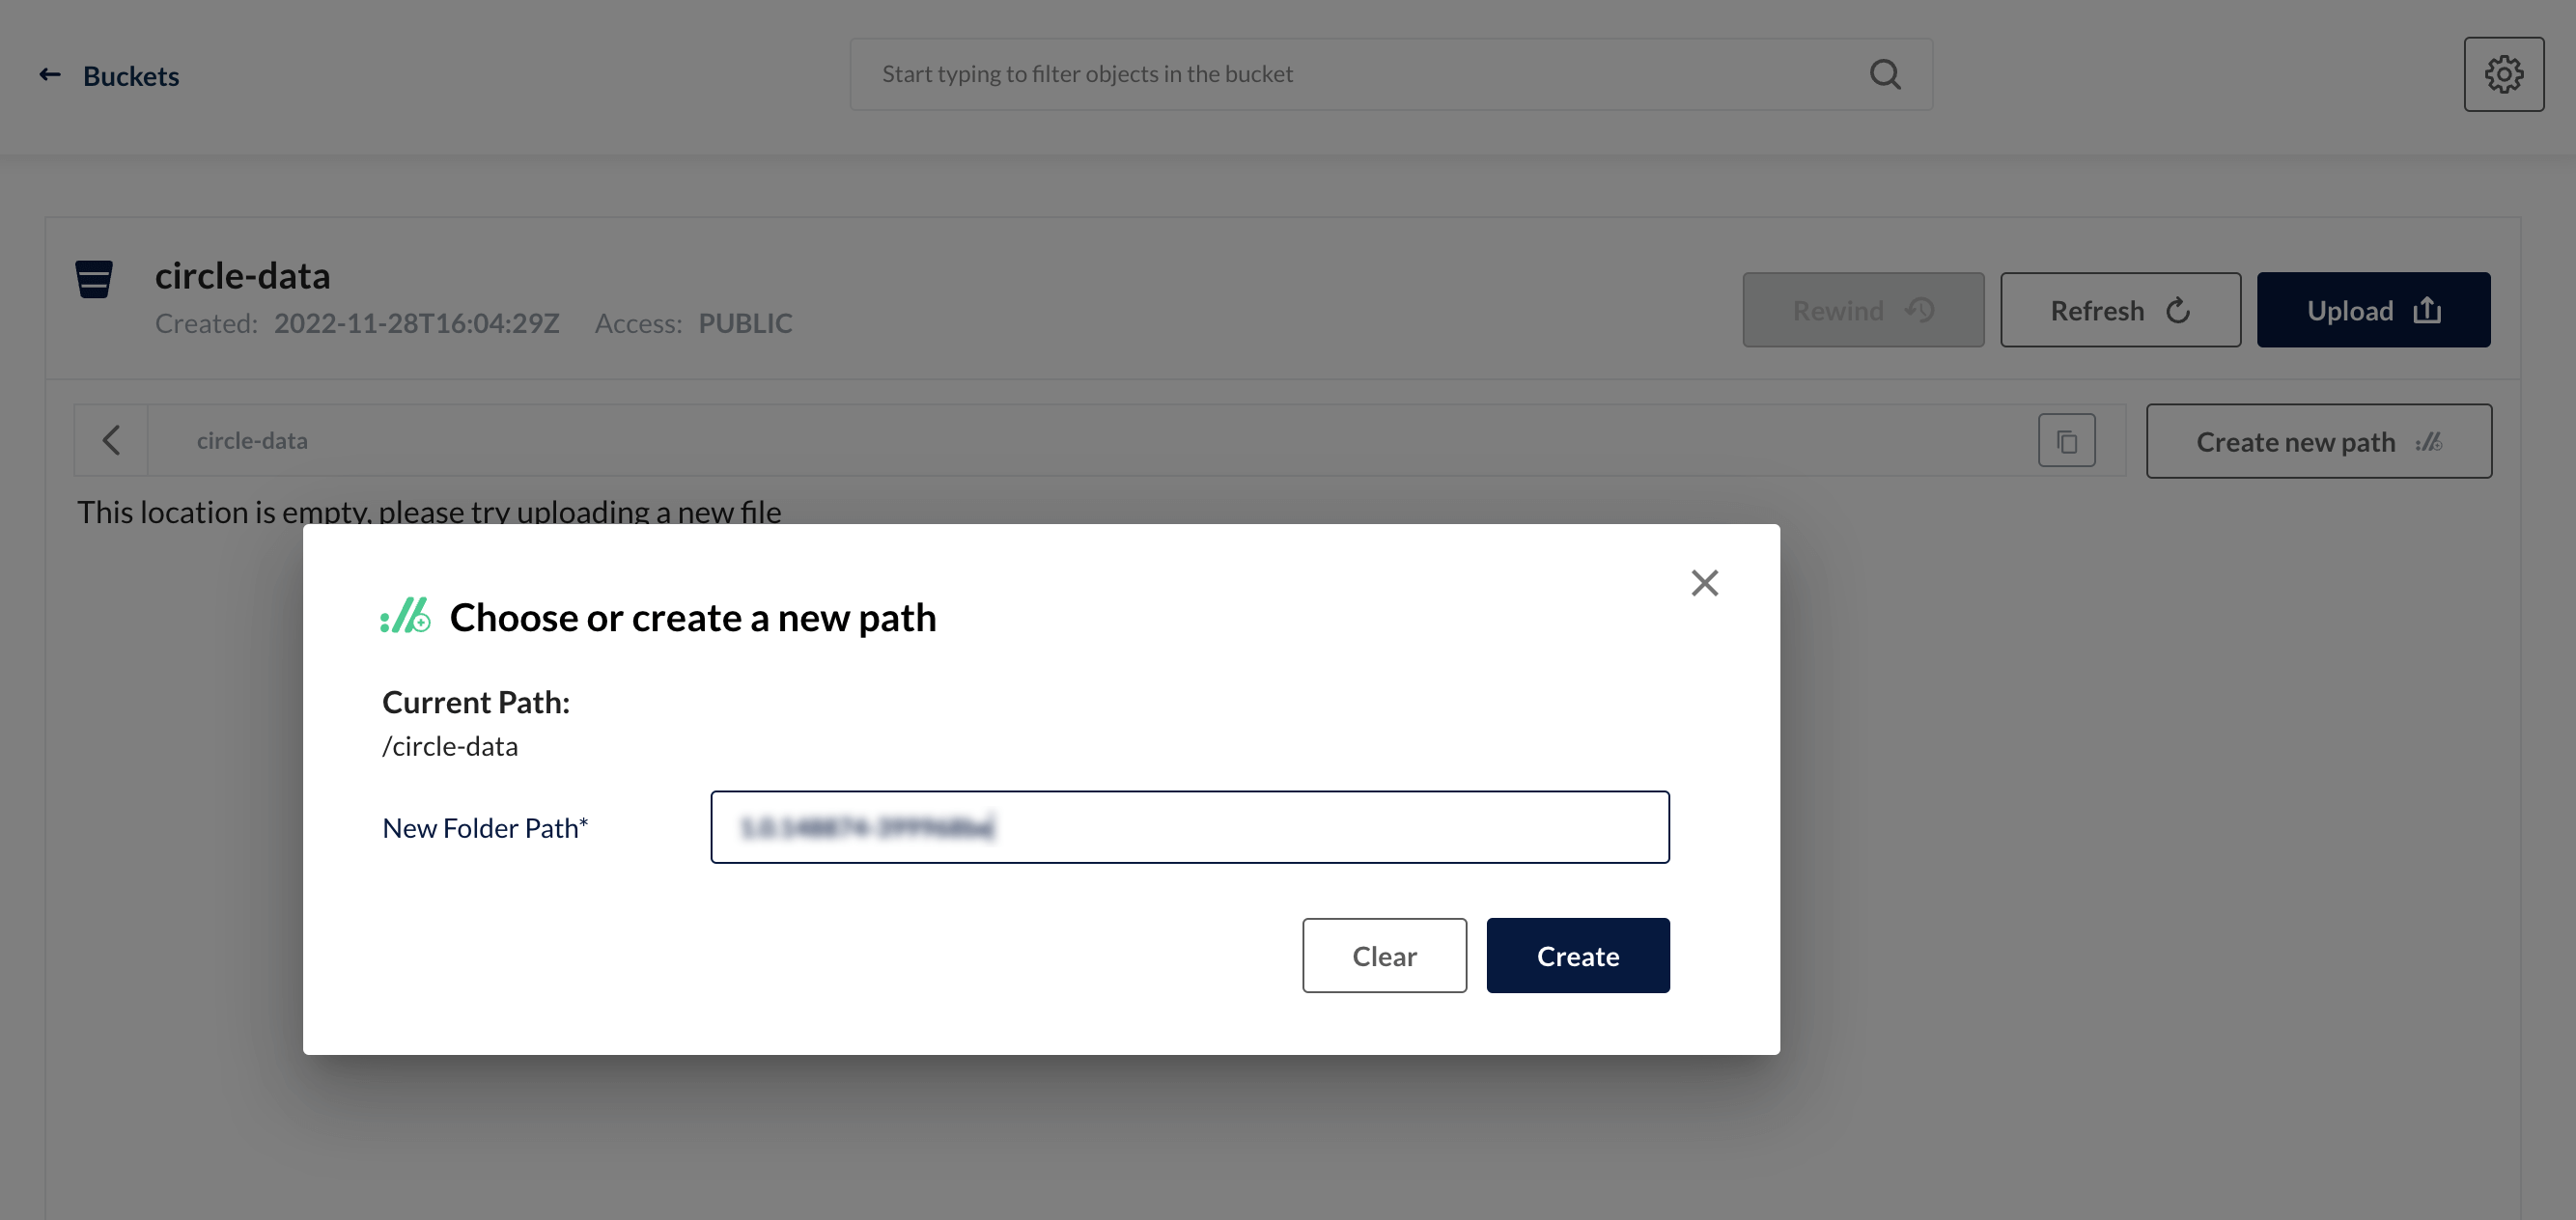 Buckets
Start typing to filter objects in the bucket
circle-data
Created: 2022-11-28T16:04:29Z Access: PUBLIC
Rewind
Refresh
Upload
circle-data
Create new path
This location is empty, please try uploading a new file
Choose or create a new path
Current Path:
/circle-data
New Folder Path*
Clear
Create